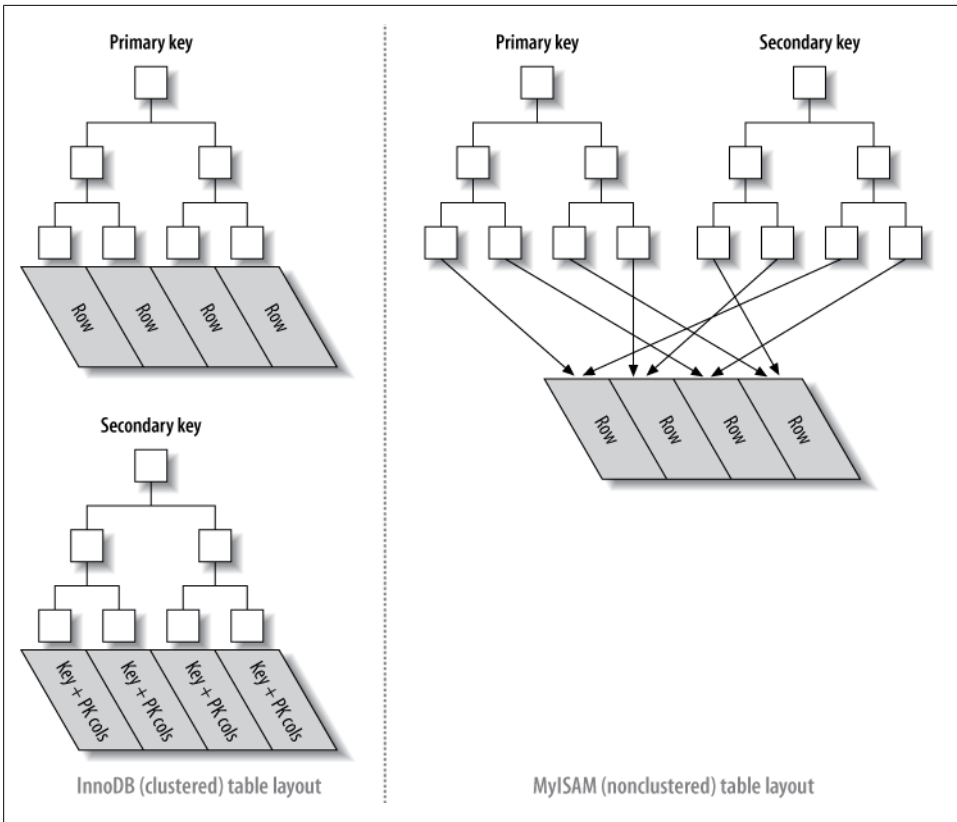 Primary key
Row
Row
Row
Row
Secondary key
Key + PK cols
Key + PK cols
Key + PK cols
Key + PK cols
InnoDB (clustered) table layout
Primary key
Secondary key
Row
Row
Row
Row
MyISAM (nonclustered) table layout